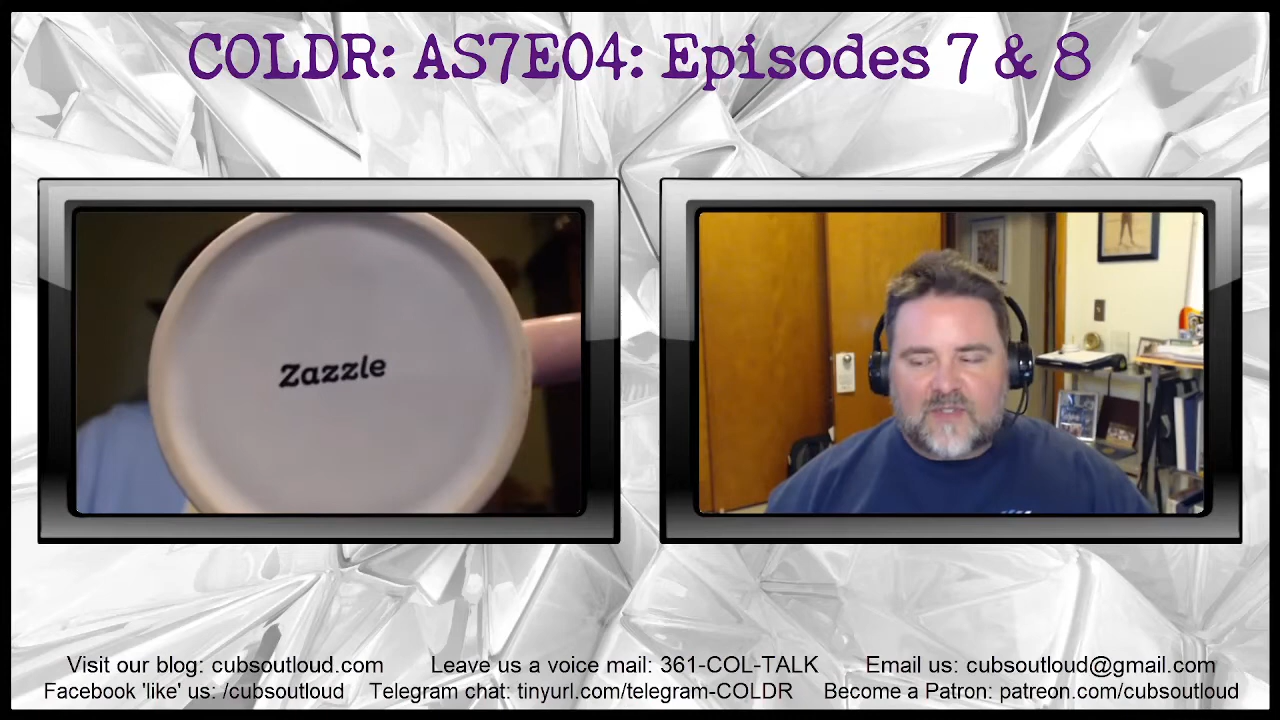 COLDR: AS7E04: Episodes 7 & 8
Zazzle
Visit our blog: cubsoutloud.com Leave us a voice mail: 361-COL-TALK Email us: cubsoutloud@gmail.com
Facebook 'like' us: /cubsoutloud Telegram chat: tinyurl.com/telegram-COLDR Become a Patron: patreon.com/cubsoutloud